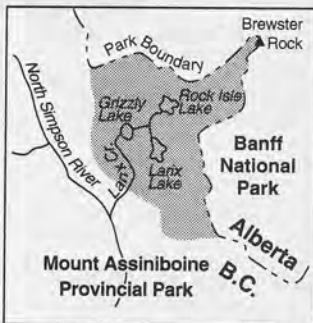 Brewster
Rock
Park Boundary
Rock Isle
Lake
Grizzly
Lake
North Simpson River
Larix Cr.
Larix
Lake
Banff
National
Park
Alberta
B.C.
Mount Assiniboine
Provincial Park